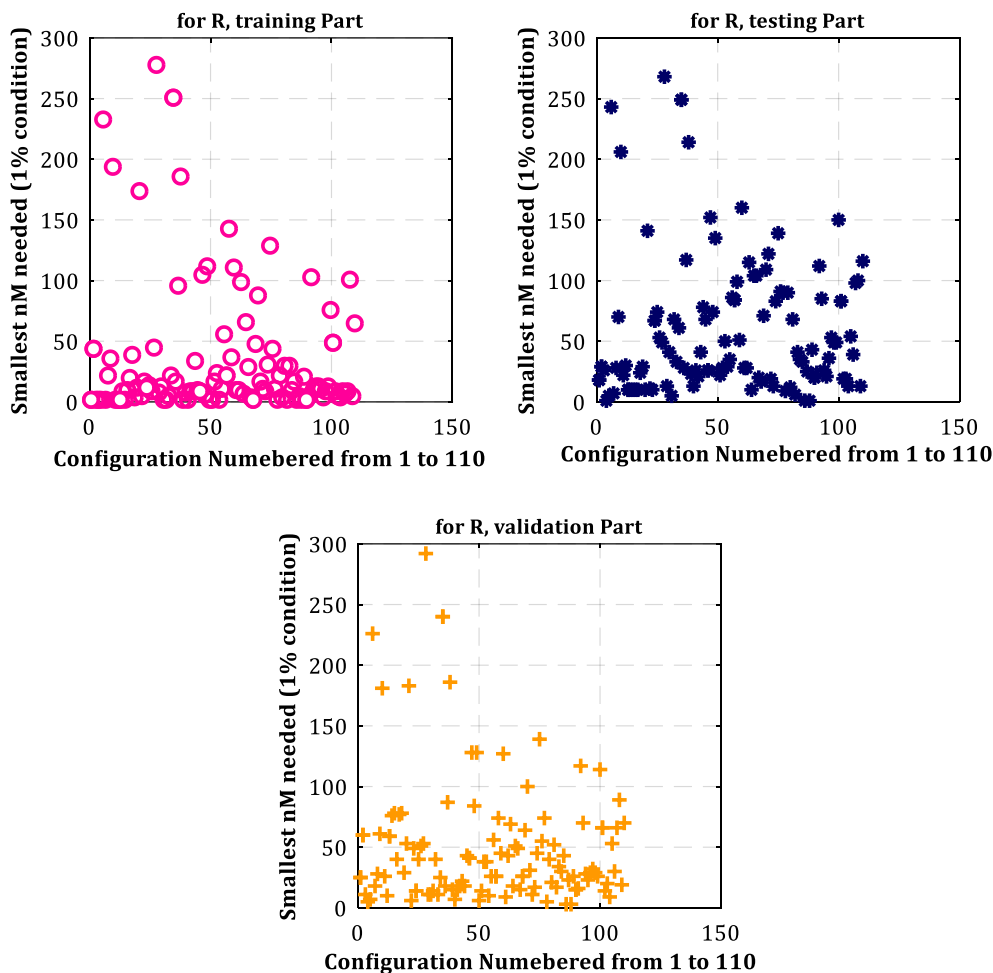 for R, training Part
300
250
200
150
100
50
0
0 50 100 150
Smallest nM needed (1% condition)
Configuration Numebered from 1 to 110
for R, testing Part
300
250
200
150
100
50
0
0 50 100 150
Smallest nM needed (1% condition)
Configuration Numebered from 1 to 110
for R, validation Part
300
250
200
150
100
50
0
0 50 100 150
Smallest nM needed (1% condition)
Configuration Numebered from 1 to 110